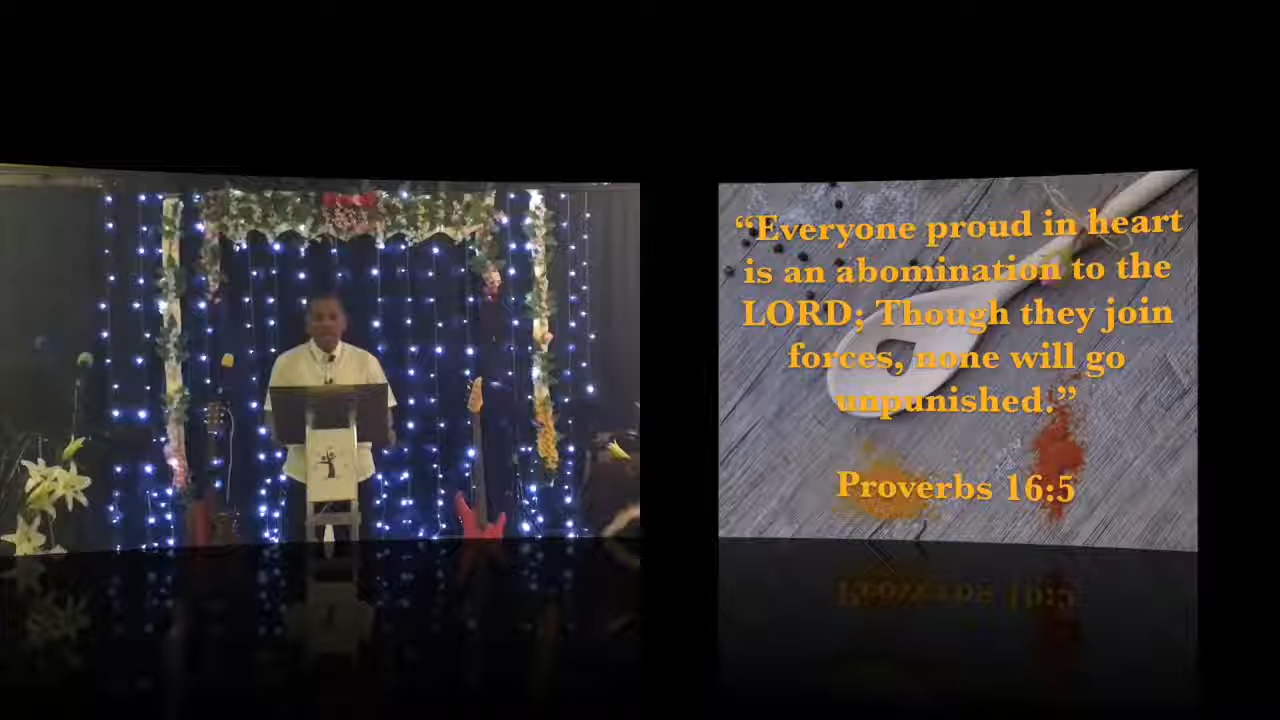 “Everyone proud in heart
is an abomination to the
LORD; Though they join
forces, none will go
unpunished.”
Proverbs 16:5